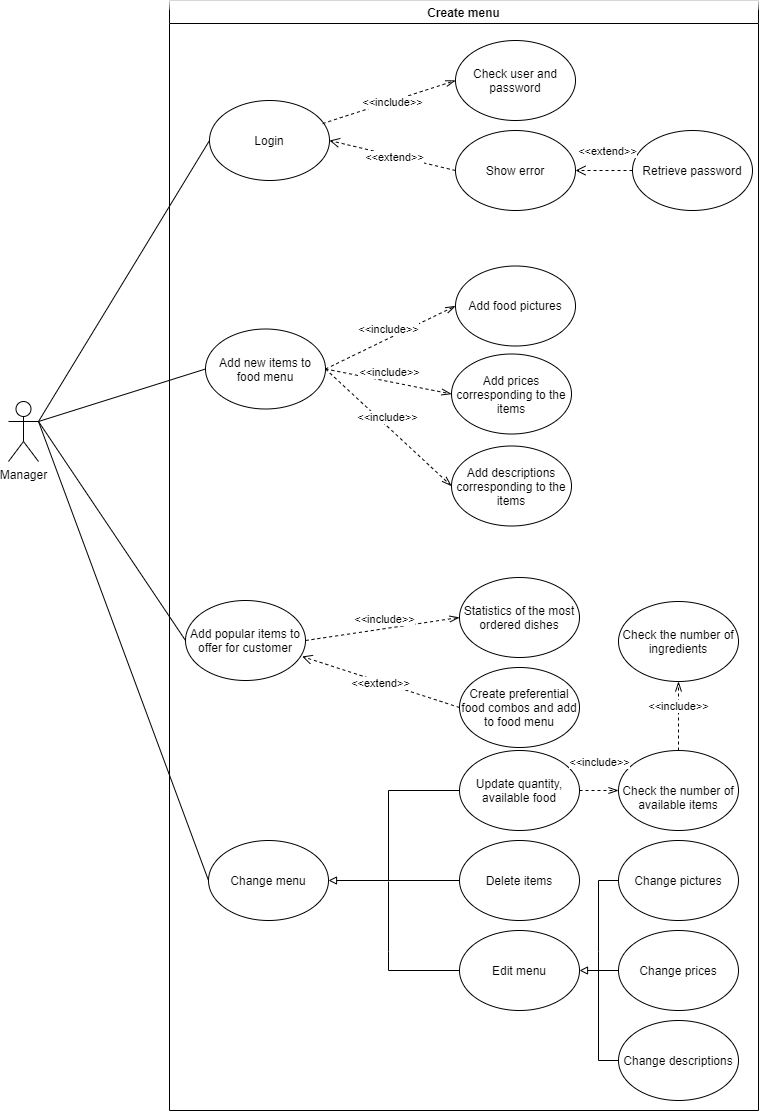 Create menu
Check user and
password
<<include>>
Login
<<extend>>
Show error
<<extend>>
Retrieve password
Add food pictures
<<include>>
Add new items to
food menu
<<include>>
Add prices
corresponding to the
items
<<include>>
Add descriptions
corresponding to the
items
Manager
Statistics of the most
ordered dishes
<<include>>
Add popular items to
offer for customer
Check the number of
ingredients
<<extend>>
Create preferential
food combos and add
to food menu
<<include>>
<<include>>
Update quantity,
available food
Check the number of
available items
Change menu
Delete items
Change pictures
Edit menu
Change prices
Change descriptions